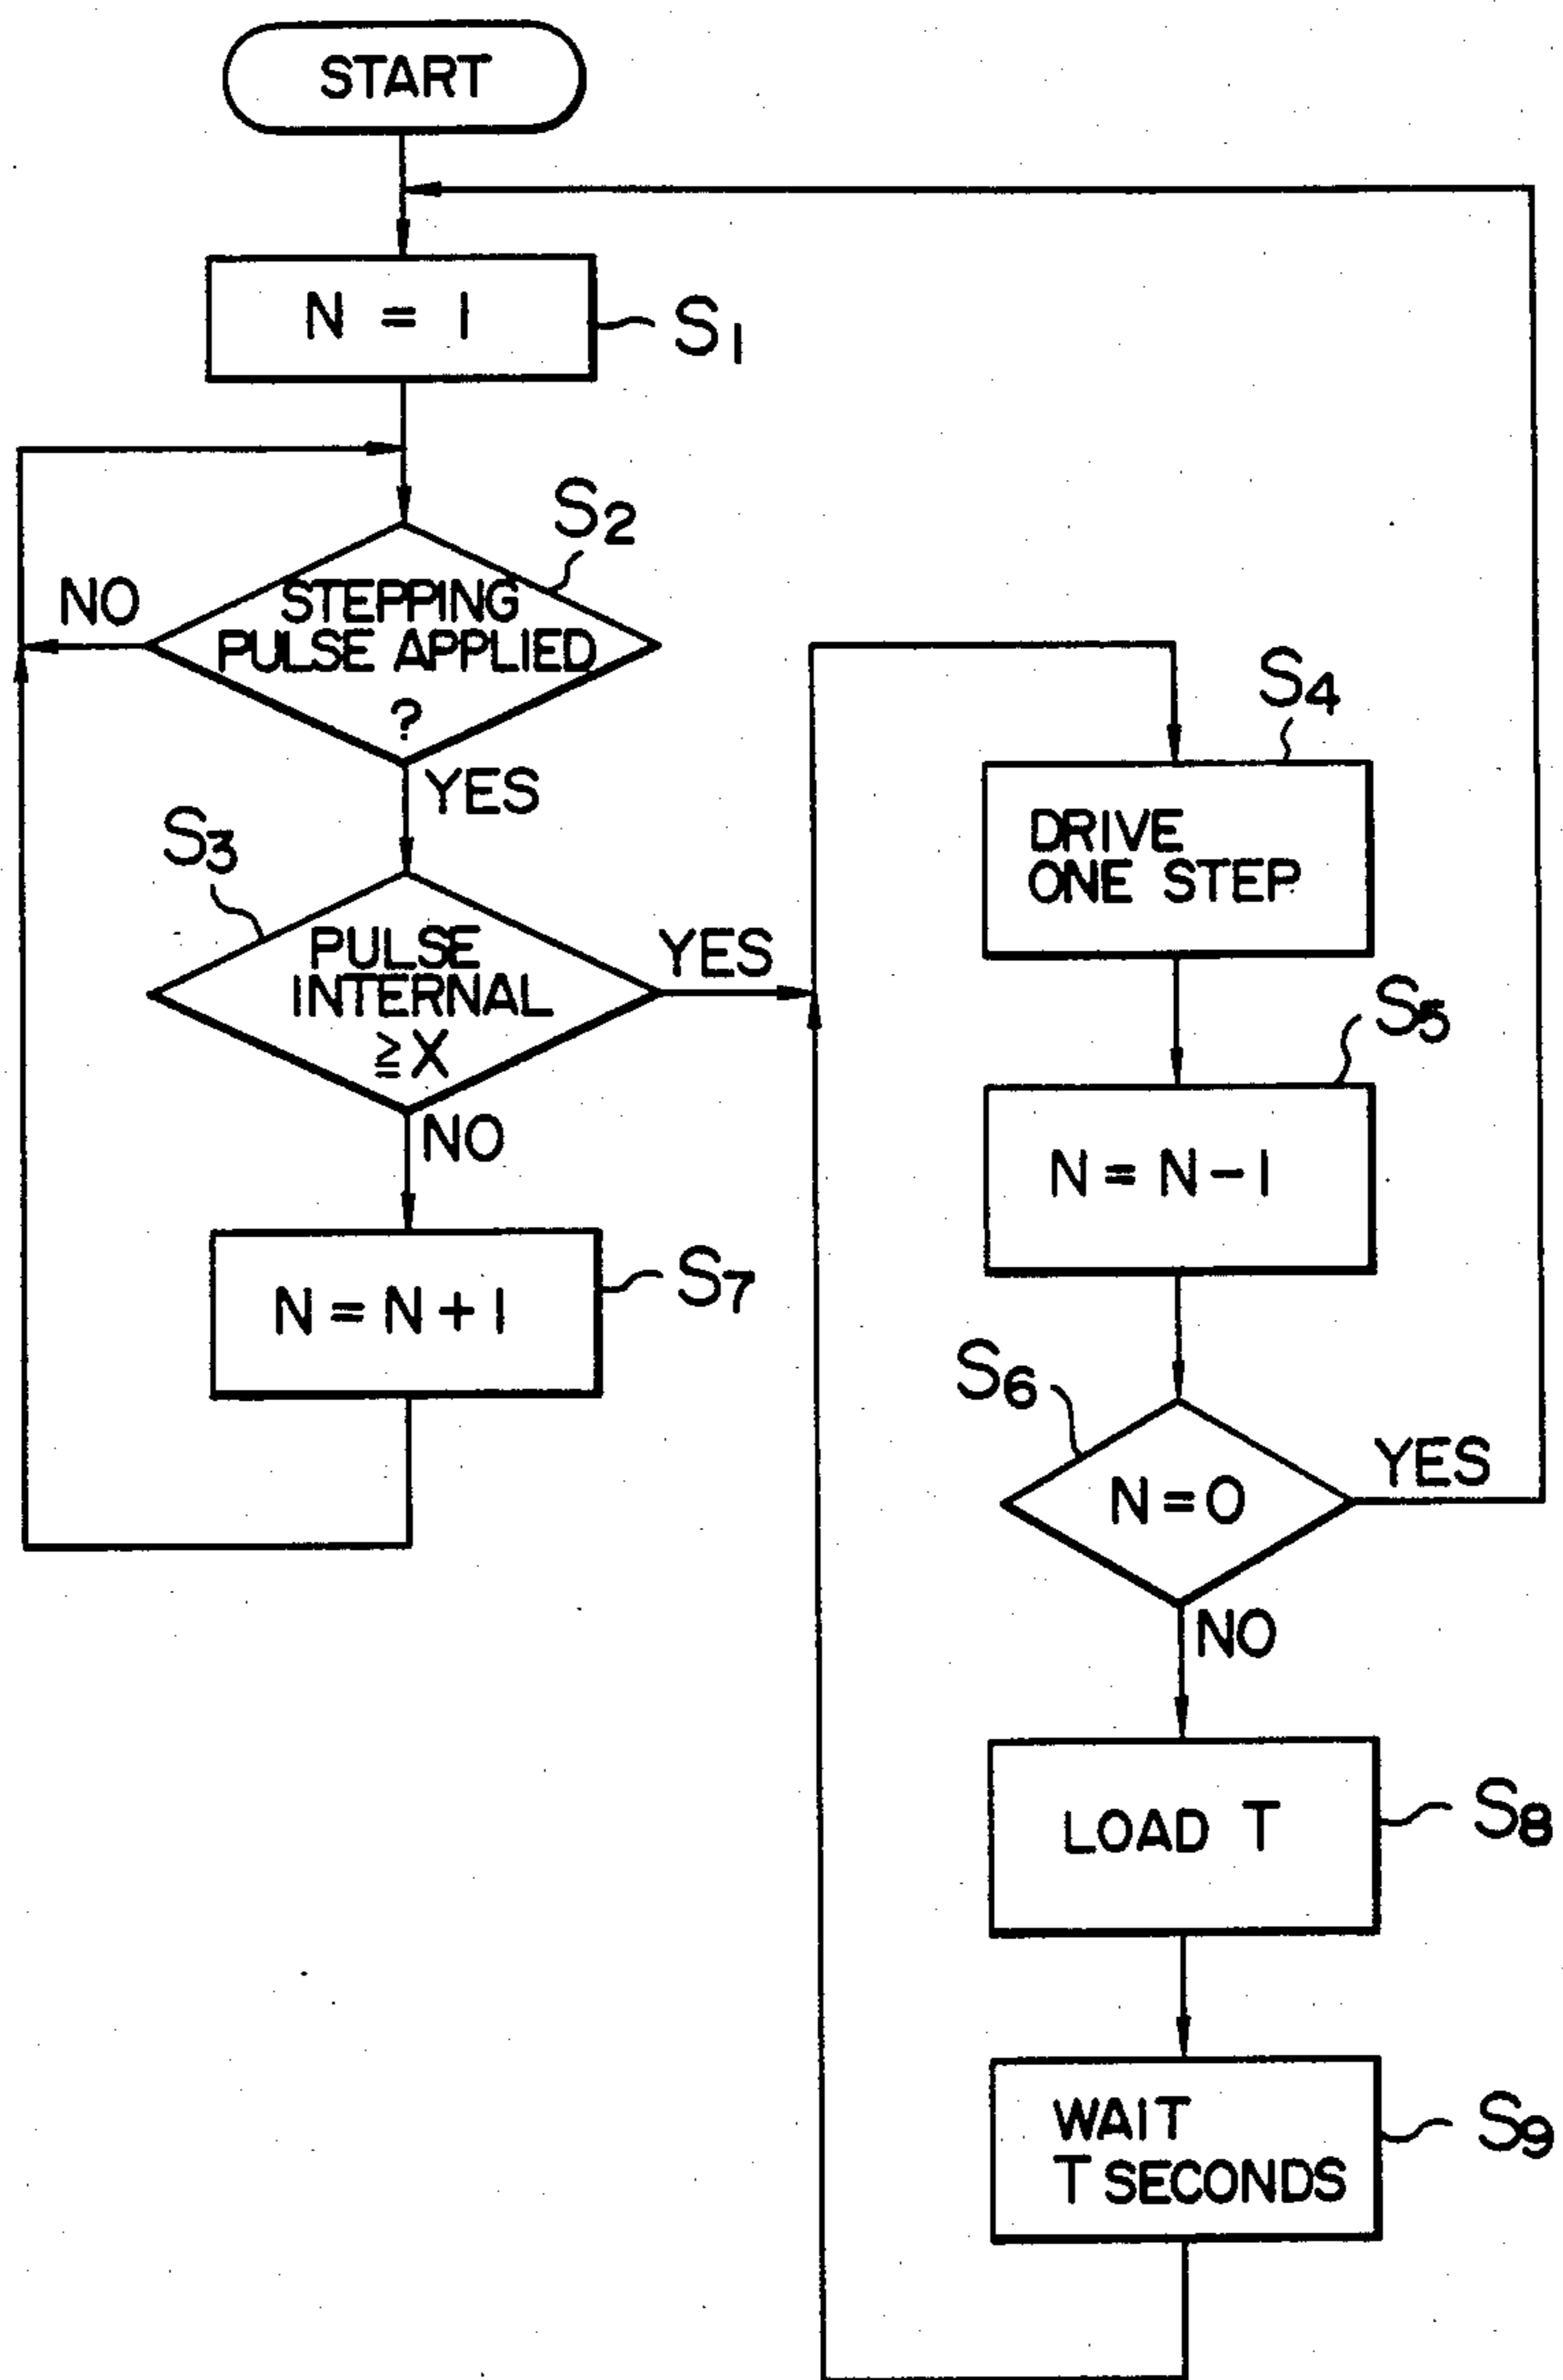 START
N = 1
S1
S2
NO
STEPPING
PULSE APPLIED
?
YES
S3
PULSE
INTERNAL
≧X
YES
NO
N = N + 1
S7
S4
DRIVE
ONE STEP
S5
N = N - 1
S6
N = 0
YES
NO
LOAD T
S8
WAIT
T SECONDS
S9